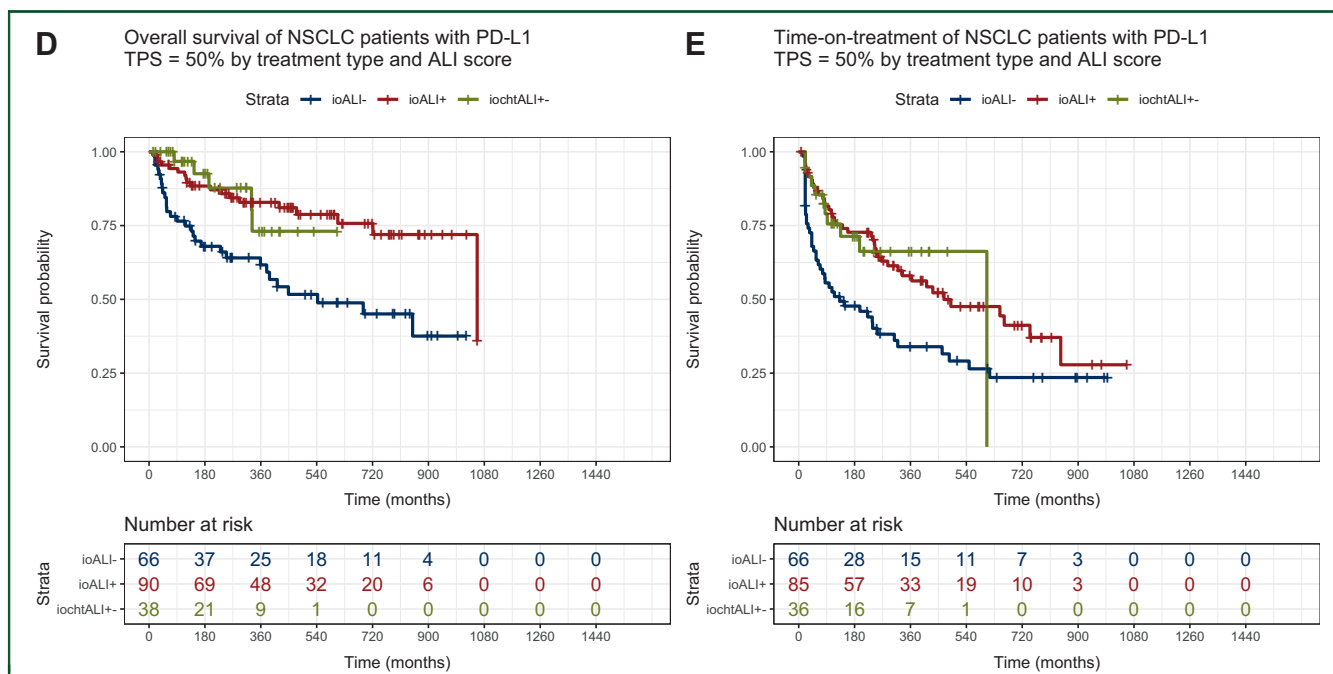 D
Overall survival of NSCLC patients with PD-L1
TPS = 50% by treatment type and ALI score
Strata ioALI- ioALI+ iochtALI+-
Survival probability
1.00
0.75
0.50
0.25
0.00
0 180 360 540 720 900 1080 1260 1440
Time (months)
Number at risk
Strata
ioALI- 66 37 25 18 11 4 0 0 0
ioALI+ 90 69 48 32 20 6 0 0 0
iochtALI+- 38 21 9 1 0 0 0 0 0
0 180 360 540 720 900 1080 1260 1440
Time (months)
E
Time-on-treatment of NSCLC patients with PD-L1
TPS = 50% by treatment type and ALI score
Strata ioALI- ioALI+ iochtALI+-
Survival probability
1.00
0.75
0.50
0.25
0.00
0 180 360 540 720 900 1080 1260 1440
Time (months)
Number at risk
Strata
ioALI- 66 28 15 11 7 3 0 0 0
ioALI+ 85 57 33 19 10 3 0 0 0
iochtALI+- 36 16 7 1 0 0 0 0 0
0 180 360 540 720 900 1080 1260 1440
Time (months)